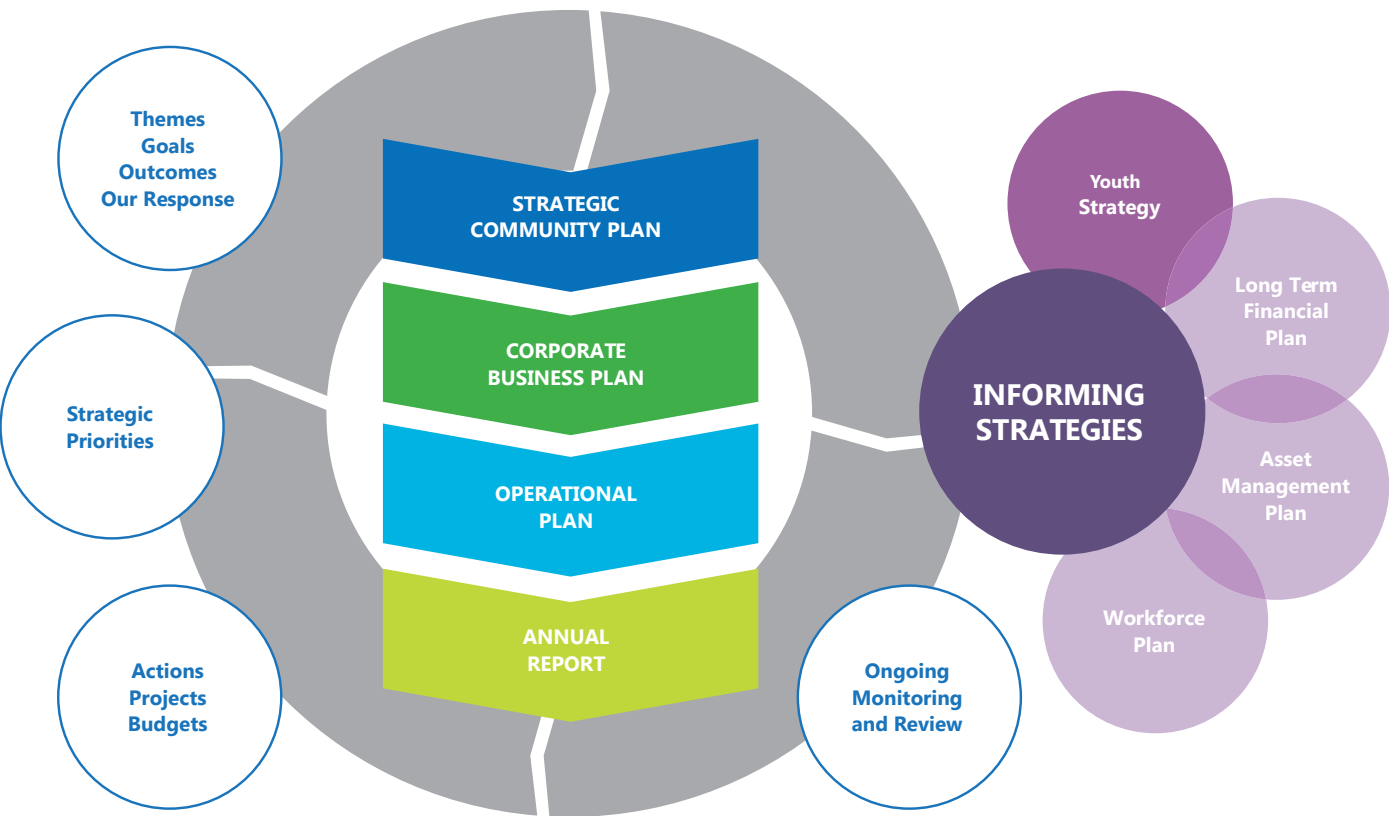 Themes
Goals
Outcomes
Our Response
Strategic
Priorities
Actions
Projects
Budgets
STRATEGIC
COMMUNITY PLAN
CORPORATE
BUSINESS PLAN
OPERATIONAL
PLAN
ANNUAL
REPORT
Ongoing
Monitoring
and Review
INFORMING
STRATEGIES
Youth
Strategy
Long Term
Financial
Plan
Asset
Management
Plan
Workforce
Plan